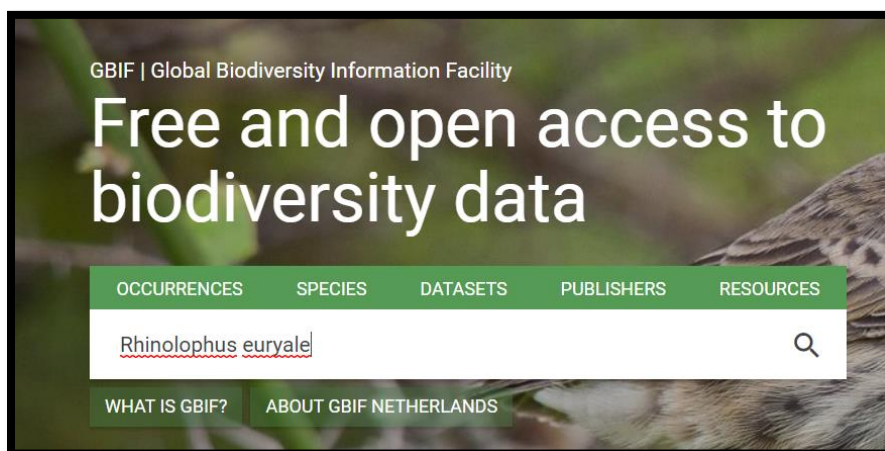 GBIF | Global Biodiversity Information Facility
Free and open access to
biodiversity data
OCCURRENCES SPECIES DATASETS PUBLISHERS RESOURCES
Rhinolophus euryale
WHAT IS GBIF? ABOUT GBIF NETHERLANDS